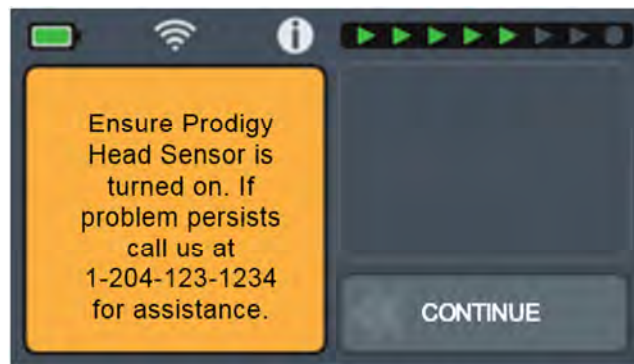 Ensure Prodigy
Head Sensor is
turned on. If
problem persists
call us at
1-204-123-1234
for assistance.
CONTINUE